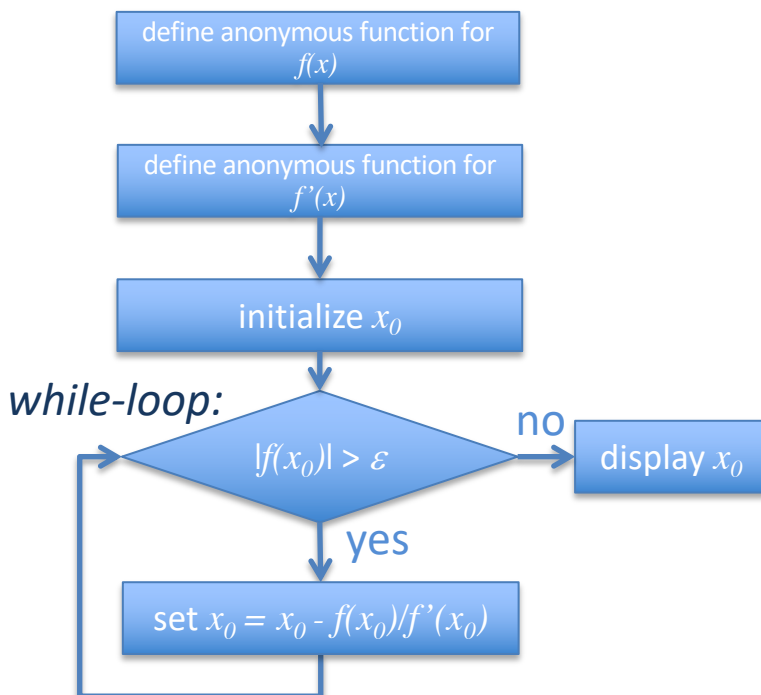 define anonymous function for
f(x)
define anonymous function for
f’(x)
initialize x₀
while-loop:
|f(x₀)| > ε
no
display x₀
yes
set x₀ = x₀ - f(x₀)/f’(x₀)